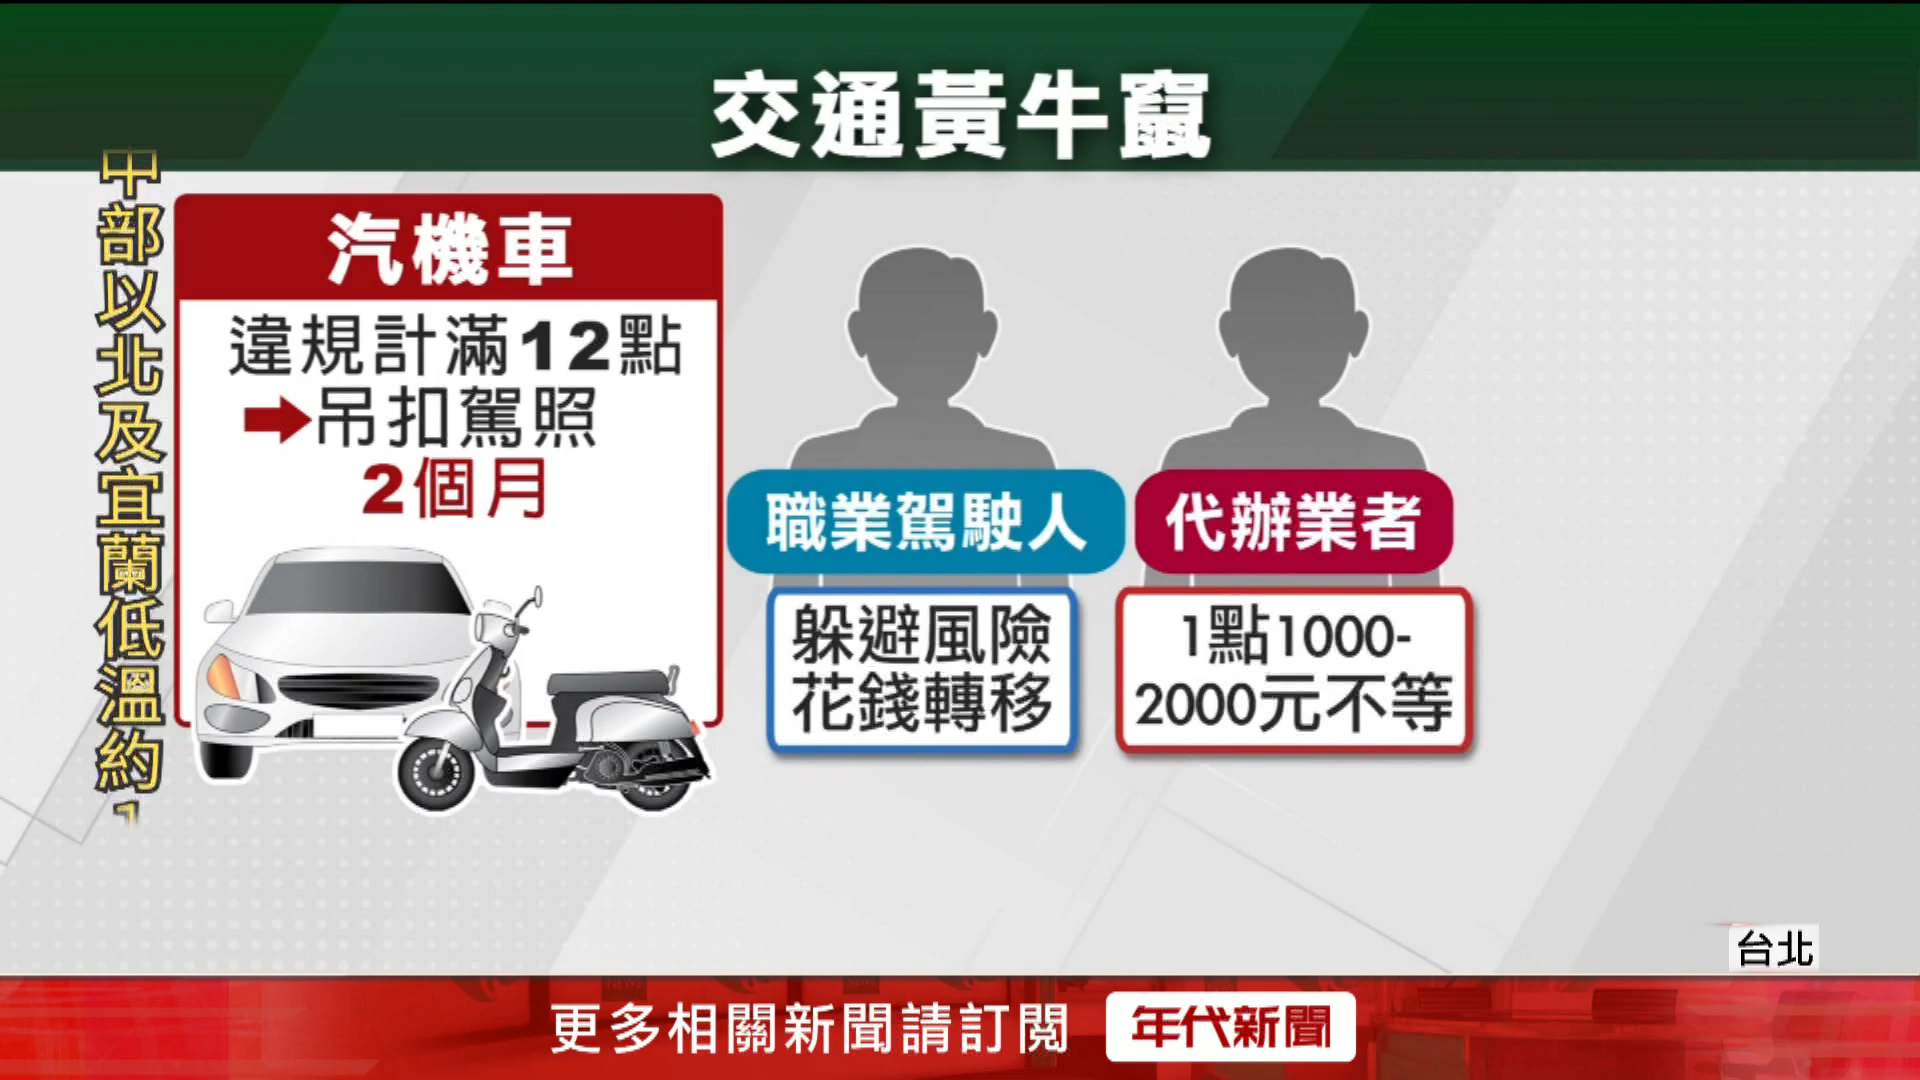 交通黃牛竄
中部以北及宜蘭低溫約1
汽機車
違規計滿12點
吊扣駕照
2個月
職業駕駛人
躲避風險
花錢轉移
代辦業者
1點1000-
2000元不等
台北
更多相關新聞請訂閱 年代新聞